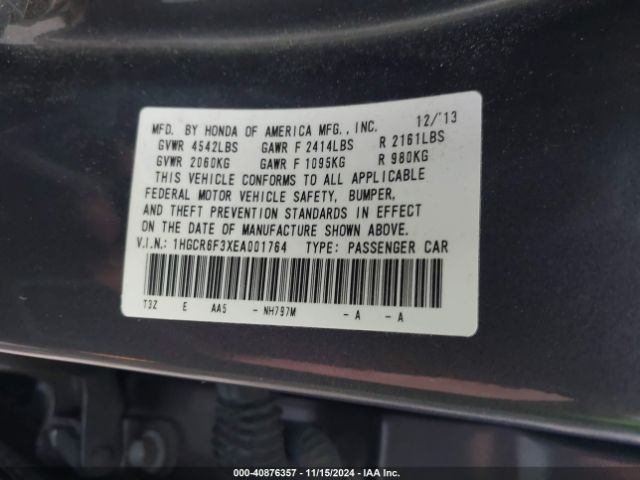 MFD. BY HONDA OF AMERICA MFG., INC. 12/'13
GVWR 4542LBS GAWR F 2414LBS R 2161LBS
GVWR 2060KG GAWR F 1095KG R 980KG
THIS VEHICLE CONFORMS TO ALL APPLICABLE
FEDERAL MOTOR VEHICLE SAFETY, BUMPER,
AND THEFT PREVENTION STANDARDS IN EFFECT
ON THE DATE OF MANUFACTURE SHOWN ABOVE.
V.I.N.: 1HGCR6F3XEA001764 TYPE: PASSENGER CAR
T3Z E AA5 - NH797M - A - A
000-40876357 - 11/15/2024 - IAA Inc.